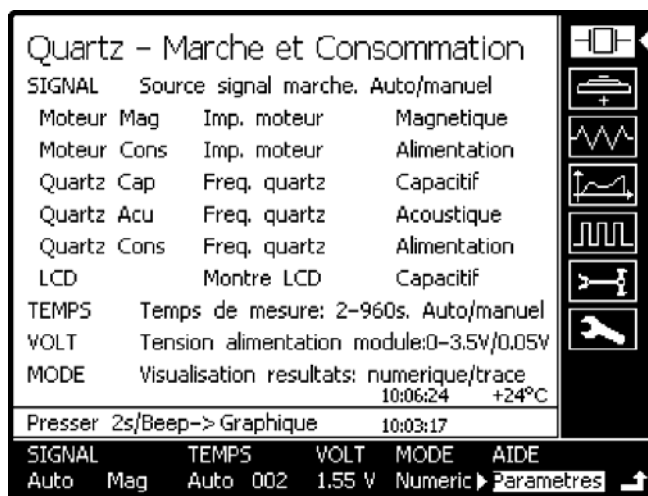 Quartz - Marche et Consommation
SIGNAL Source signal marche. Auto/manuel
Moteur Mag Imp. moteur Magnetique
Moteur Cons Imp. moteur Alimentation
Quartz Cap Freq. quartz Capacitif
Quartz Acu Freq. quartz Acoustique
Quartz Cons Freq. quartz Alimentation
LCD Montre LCD Capacitif
TEMPS Temps de mesure: 2-960s. Auto/manuel
VOLT Tension alimentation module:0-3.5V/0.05V
MODE Visualisation resultats: numerique/trace
10:06:24 +24°C
Presser 2s/Beep-> Graphique 10:03:17
SIGNAL TEMPS VOLT MODE AIDE
Auto Mag Auto 002 1.55 V Numeric Parametres